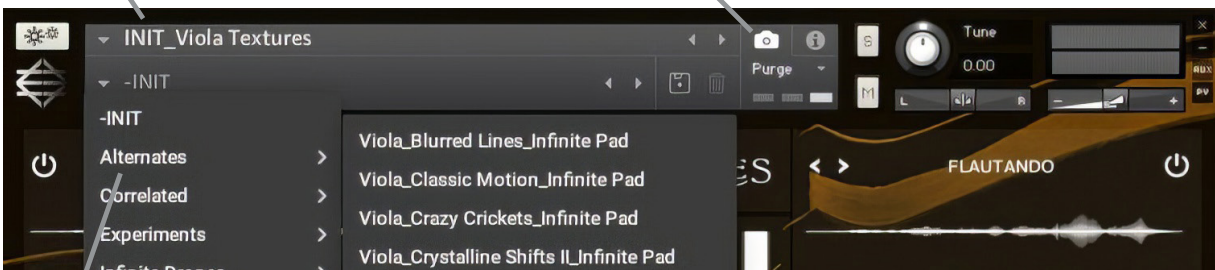 INIT_Viola Textures
-INIT
Purge
S
M
Tune
0.00
L R
- +
AUX
PV
-INIT
Alternates
Correlated
Experiments
Viola_Blurred Lines_Infinite Pad
Viola_Classic Motion_Infinite Pad
Viola_Crazy Crickets_Infinite Pad
Viola_Crystalline Shifts II_Infinite Pad
ES
FLAUTANDO